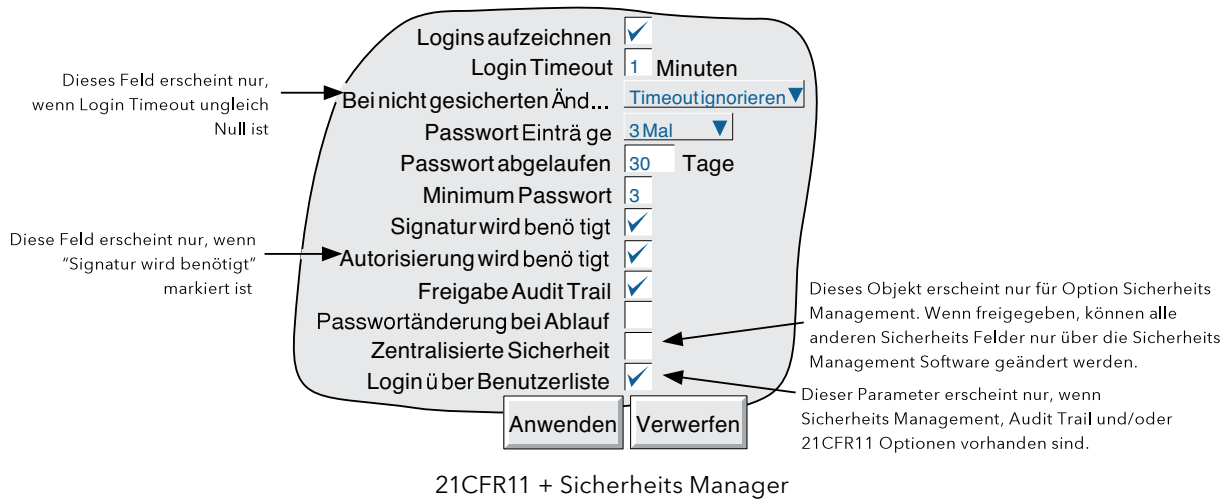 Logins aufzeichnen
Login Timeout 1 Minuten
Dieses Feld erscheint nur,
wenn Login Timeout ungleich
Null ist
Bei nicht gesicherten Änd... Timeout ignorieren
Passwort Einträ ge 3 Mal
Passwort abgelaufen 30 Tage
Minimum Passwort 3
Signatur wird benö tigt
Diese Feld erscheint nur, wenn
"Signatur wird benötigt"
markiert ist
Autorisierung wird benö tigt
Freigabe Audit Trail
Passwortänderung bei Ablauf
Zentralisierte Sicherheit
Dieses Objekt erscheint nur für Option Sicherheits
Management. Wenn freigegeben, können alle
anderen Sicherheits Felder nur über die Sicherheits
Management Software geändert werden.
Login ü ber Benutzerliste
Dieser Parameter erscheint nur, wenn
Sicherheits Management, Audit Trail und/oder
21CFR11 Optionen vorhanden sind.
Anwenden Verwerfen
21CFR11 + Sicherheits Manager